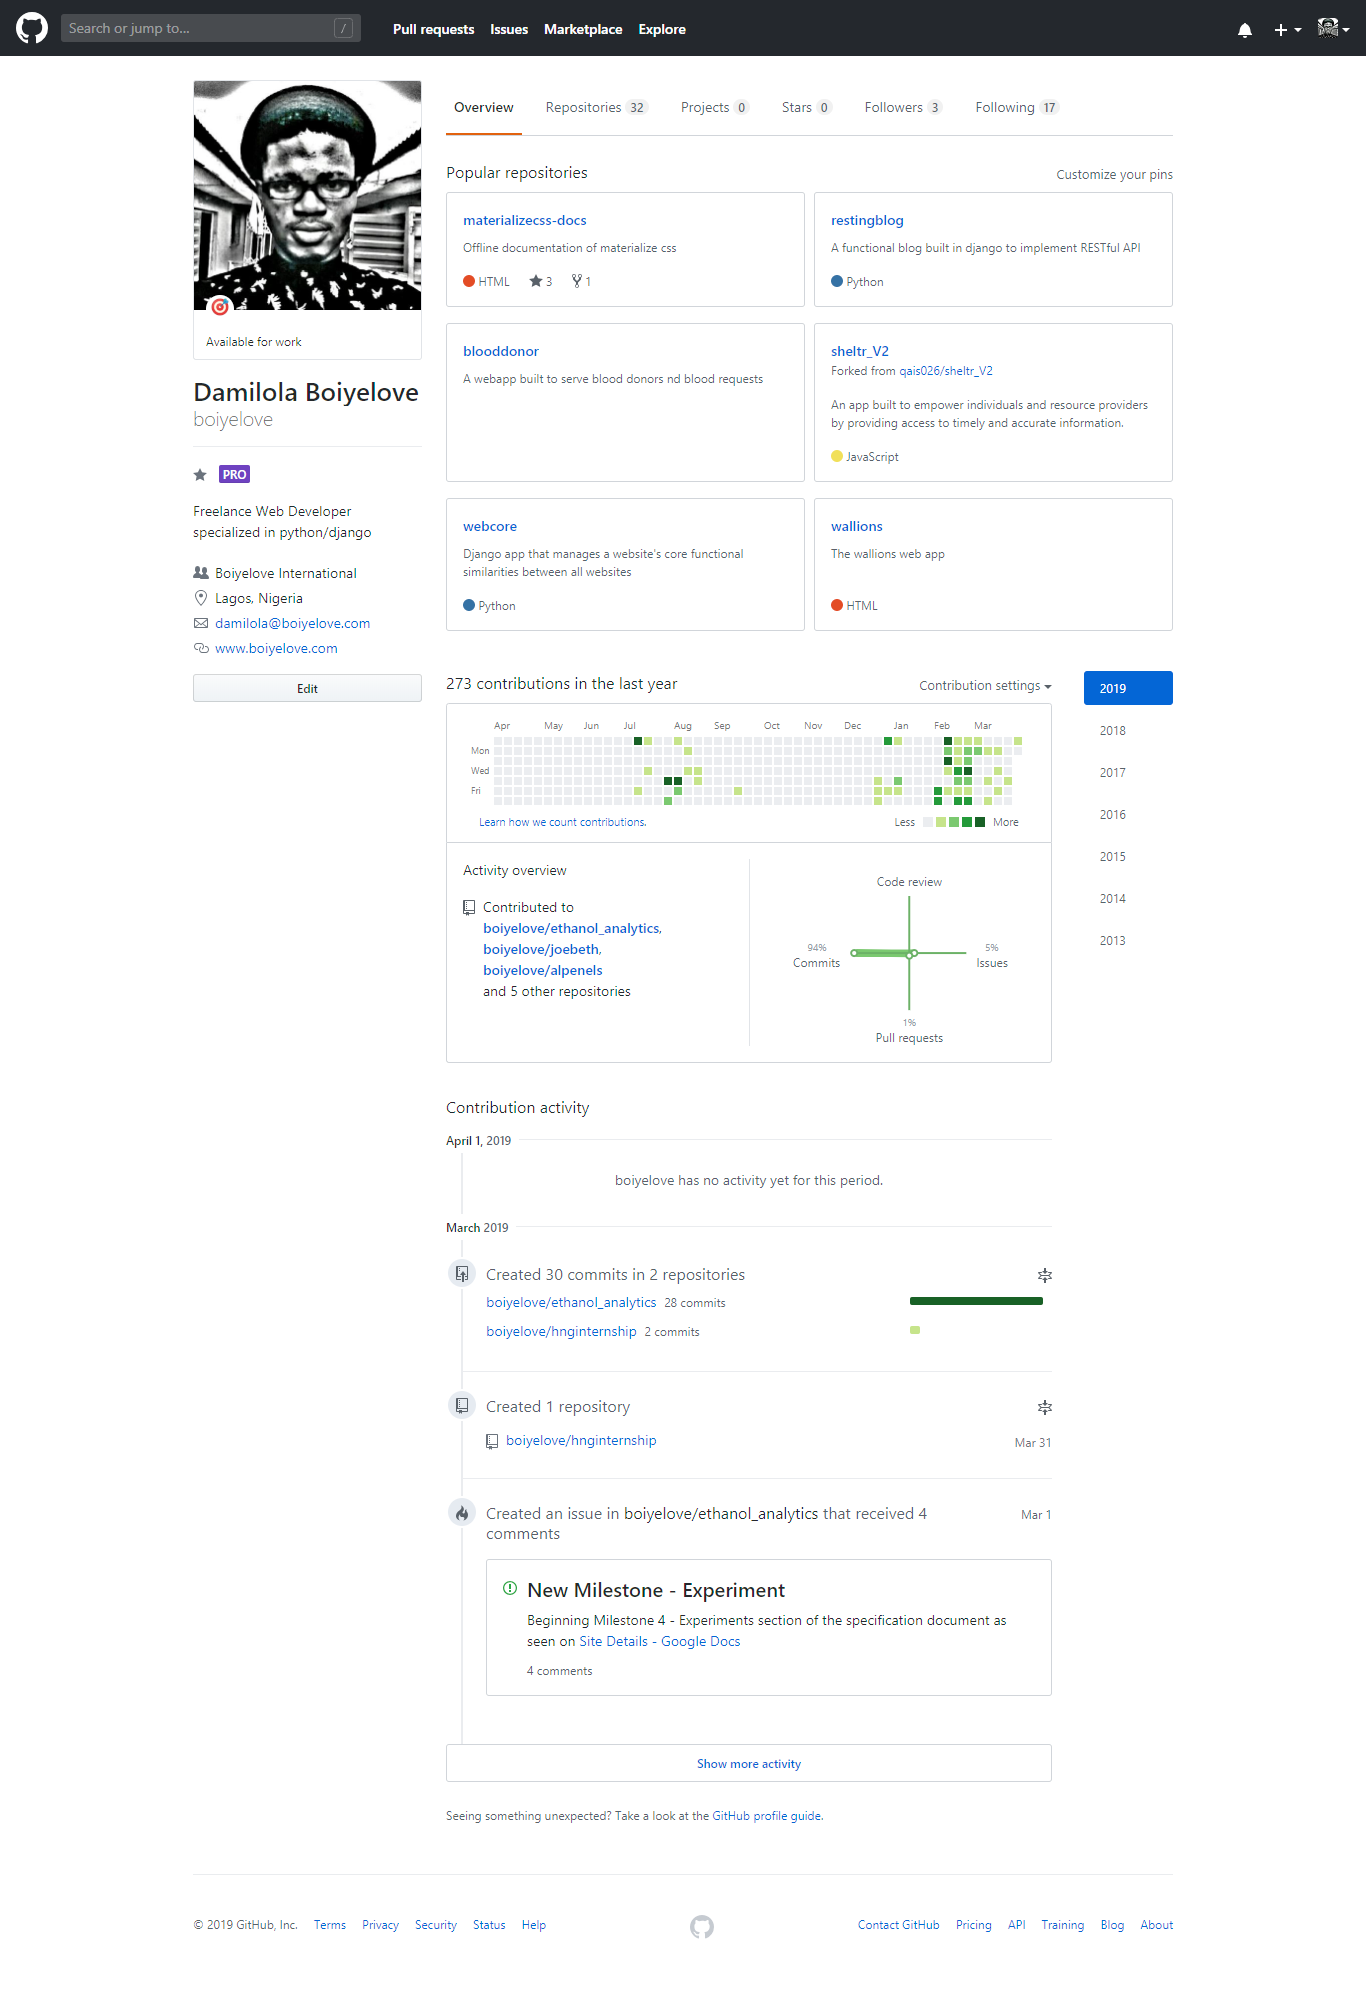 Search or jump to...
/
Pull requests
Issues
Marketplace
Explore
Available for work
Damilola Boiyelove
boiyelove
PRO
Freelance Web Developer
specialized in python/django
Boiyelove International
Lagos, Nigeria
damilola@boiyelove.com
www.boiyelove.com
Edit
Overview
Repositories 32
Projects 0
Stars 0
Followers 3
Following 17
Popular repositories
Customize your pins
materializecss-docs
Offline documentation of materialize css
HTML 3 1
restingblog
A functional blog built in django to implement RESTful API
Python
blooddonor
A webapp built to serve blood donors nd blood requests
sheltr_V2
Forked from qais026/sheltr_V2
An app built to empower individuals and resource providers
by providing access to timely and accurate information.
JavaScript
webcore
Django app that manages a website's core functional
similarities between all websites
Python
wallions
The wallions web app
HTML
273 contributions in the last year
Contribution settings
Apr May Jun Jul Aug Sep Oct Nov Dec Jan Feb Mar
Mon
Wed
Fri
Learn how we count contributions.
Less More
2019
2018
2017
2016
2015
2014
2013
Activity overview
Contributed to
boiyelove/ethanol_analytics,
boiyelove/joebeth,
boiyelove/alpenels
and 5 other repositories
Code review
94%
Commits
5%
Issues
1%
Pull requests
Contribution activity
April 1, 2019
boiyelove has no activity yet for this period.
March 2019
Created 30 commits in 2 repositories
boiyelove/ethanol_analytics 28 commits
boiyelove/hnginternship 2 commits
Created 1 repository
boiyelove/hnginternship
Mar 31
Created an issue in boiyelove/ethanol_analytics that received 4
comments
Mar 1
New Milestone - Experiment
Beginning Milestone 4 - Experiments section of the specification document as
seen on Site Details - Google Docs
4 comments
Show more activity
Seeing something unexpected? Take a look at the GitHub profile guide.
© 2019 GitHub, Inc. Terms Privacy Security Status Help
Contact GitHub Pricing API Training Blog About